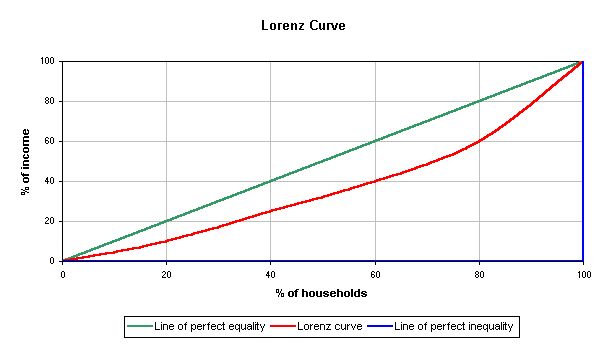 Lorenz Curve
100
80
60
40
20
0
% of income
0 20 40 60 80 100
% of households
Line of perfect equality Lorenz curve Line of perfect inequality